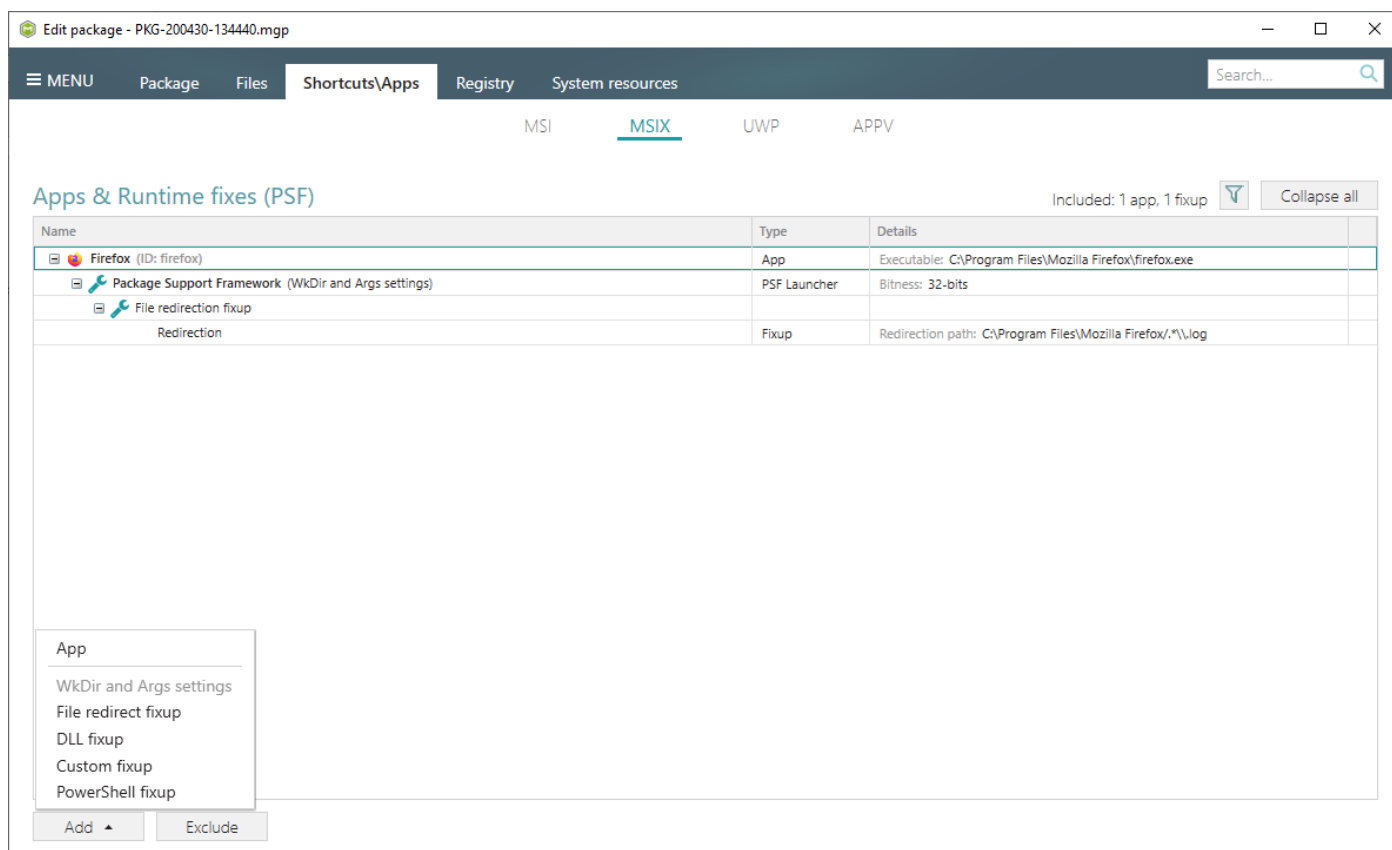 Edit package - PKG-200430-134440.mgp
MENU Package Files Shortcuts\Apps Registry System resources Search...
MSI MSIX UWP APPV
Apps & Runtime fixes (PSF) Included: 1 app, 1 fixup Collapse all
Name Type Details
Firefox (ID: firefox) App Executable: C:\Program Files\Mozilla Firefox\firefox.exe
Package Support Framework (WkDir and Args settings) PSF Launcher Bitness: 32-bits
File redirection fixup
Redirection Fixup Redirection path: C:\Program Files\Mozilla Firefox/.*\\.log
App
WkDir and Args settings
File redirect fixup
DLL fixup
Custom fixup
PowerShell fixup
Add Exclude